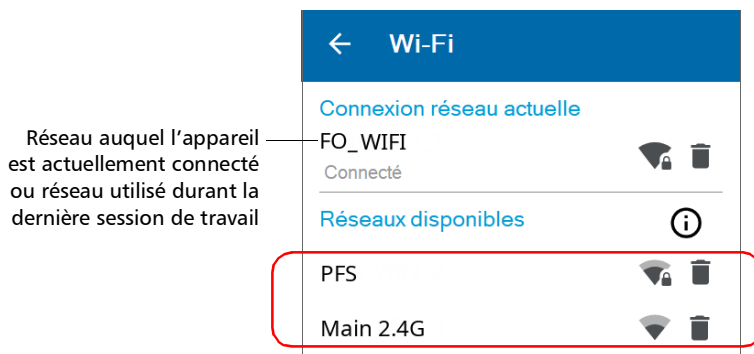 Wi-Fi
Réseau auquel l'appareil
est actuellement connecté
ou réseau utilisé durant la
dernière session de travail
Connexion réseau actuelle
FO_WIFI
Connecté
Réseaux disponibles
PFS
Main 2.4G